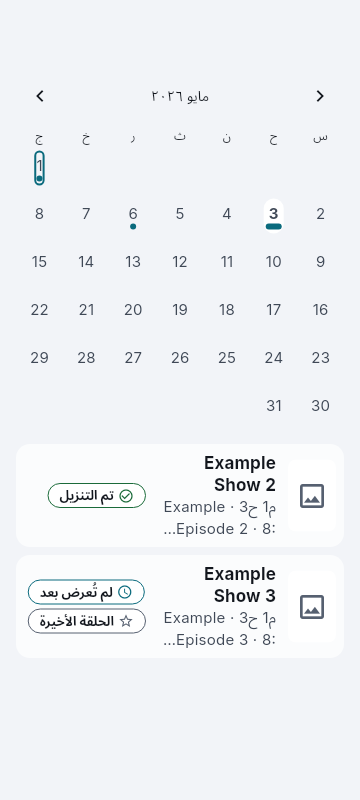 مايو ٢٠٢٦
س ح ن ث ر خ ج
1
2 3 4 5 6 7 8
9 10 11 12 13 14 15
16 17 18 19 20 21 22
23 24 25 26 27 28 29
30 31
Example
Show 2
م1 ح3 · Example
Episode 2 · 8:...
تم التنزيل
Example
Show 3
م1 ح3 · Example
Episode 3 · 8:...
لم تُعرض بعد
الحلقة الأخيرة